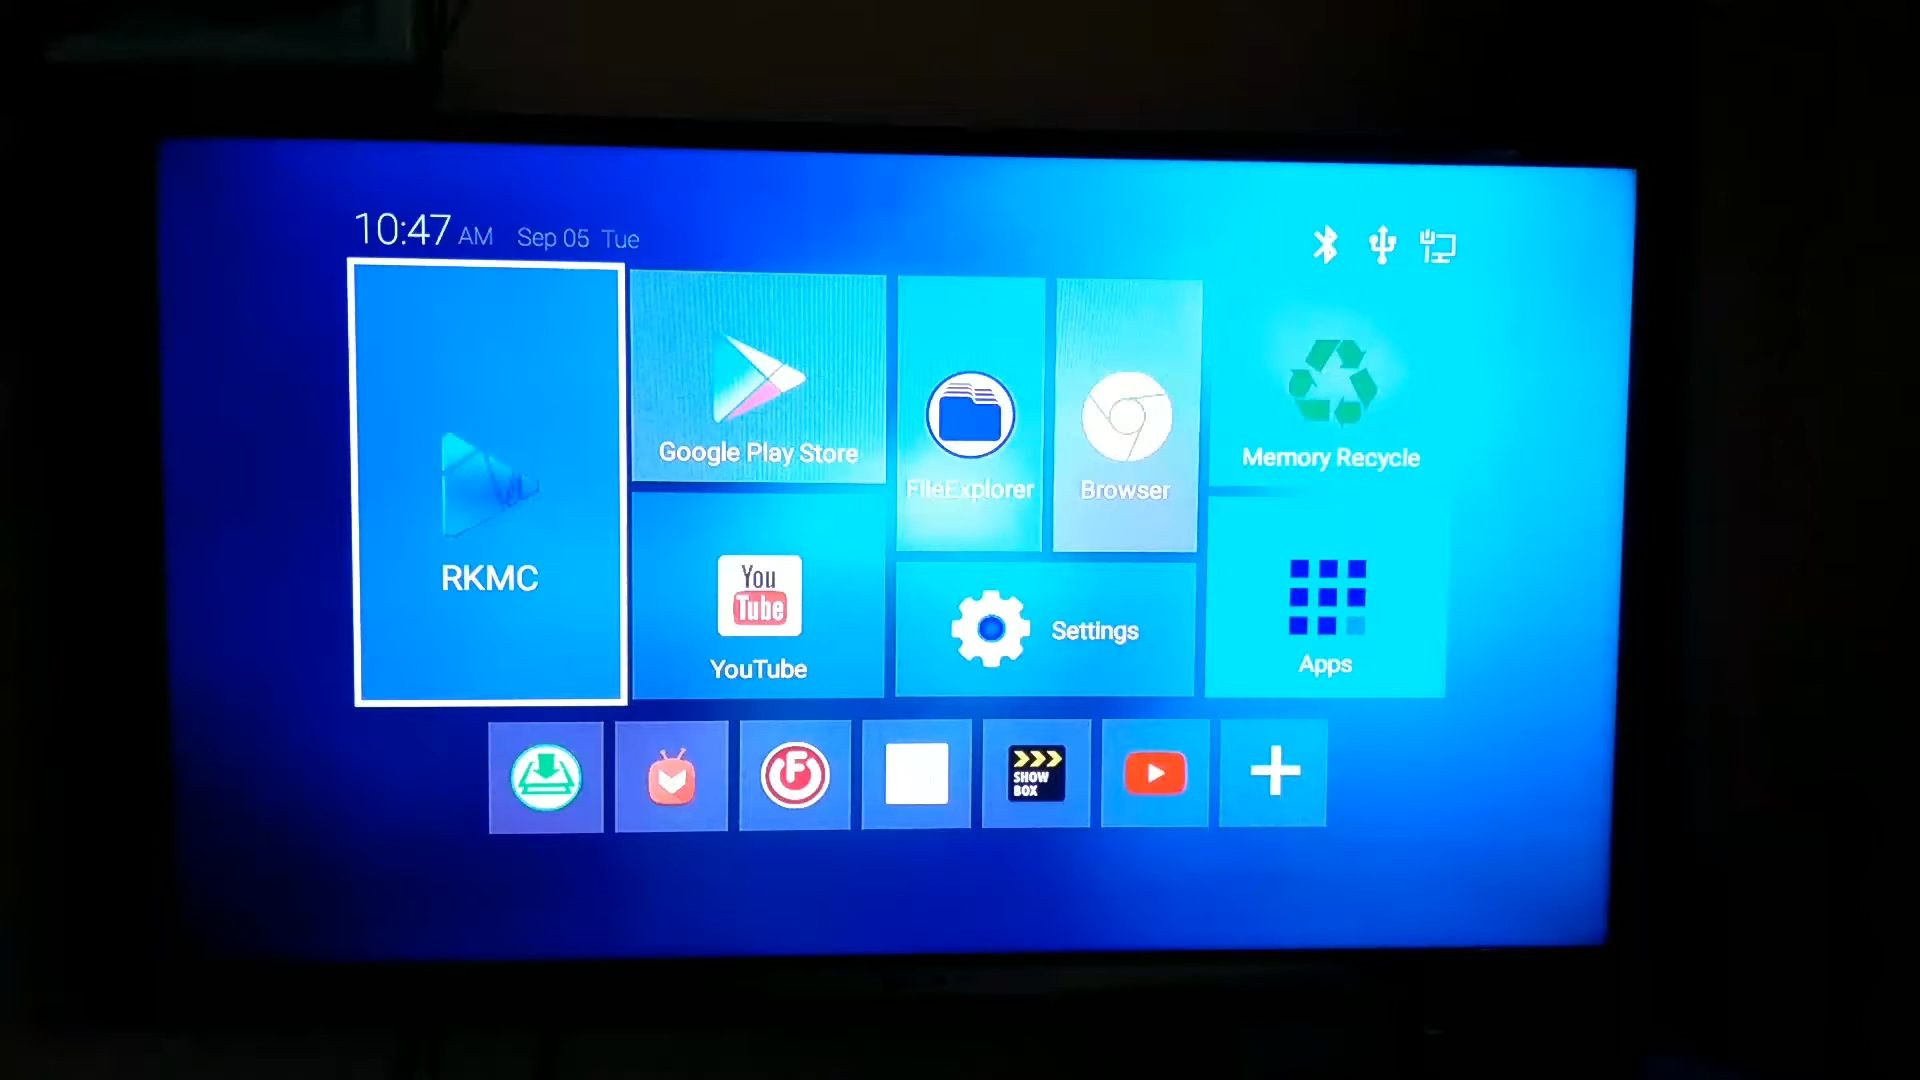 10:47 AM Sep 05 Tue
RKMC
Google Play Store
FileExplorer
Browser
Memory Recycle
You
Tube
YouTube
Settings
Apps
F
SHOW
BOX